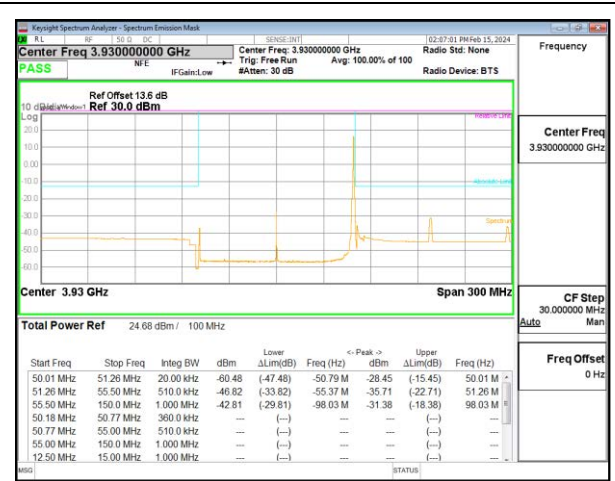 Keysight Spectrum Analyzer - Spectrum Emission Mask
RL RF 50 Ω DC SENSE:INT 02:07:01 PM Feb 15, 2024
Center Freq 3.930000000 GHz Center Freq: 3.930000000 GHz Radio Std: None Frequency
NFE Trig: Free Run Avg: 100.00% of 100
PASS IFGain:Low #Atten: 30 dB Radio Device: BTS
Ref Offset 13.6 dB
10 dB/ Ref 30.0 dBm
Log Relative Limit
20.0
10.0
0.00
-10.0 Absolute Limit
-20.0
-30.0 Spectrum
-40.0
-50.0
-60.0
Center 3.93 GHz Span 300 MHz
Center Freq
3.930000000 GHz
CF Step
30.000000 MHz
Auto Man
Freq Offset
0 Hz
Total Power Ref 24.68 dBm / 100 MHz
Lower <- Peak -> Upper
Start Freq Stop Freq Integ BW dBm ΔLim(dB) Freq (Hz) dBm ΔLim(dB) Freq (Hz)
50.01 MHz 51.26 MHz 20.00 kHz -60.48 (-47.48) -50.79 M -28.45 (-15.45) 50.01 M
51.26 MHz 55.50 MHz 510.0 kHz -46.82 (-33.82) -55.37 M -35.71 (-22.71) 51.26 M
55.50 MHz 150.0 MHz 1.000 MHz -42.81 (-29.81) -98.03 M -31.38 (-18.38) 98.03 M
50.18 MHz 50.77 MHz 360.0 kHz --- (---) --- --- (---) ---
50.77 MHz 55.00 MHz 510.0 kHz --- (---) --- --- (---) ---
55.00 MHz 150.0 MHz 1.000 MHz --- (---) --- --- (---) ---
12.50 MHz 15.00 MHz 1.000 MHz --- (---) --- --- (---) ---
MSG STATUS